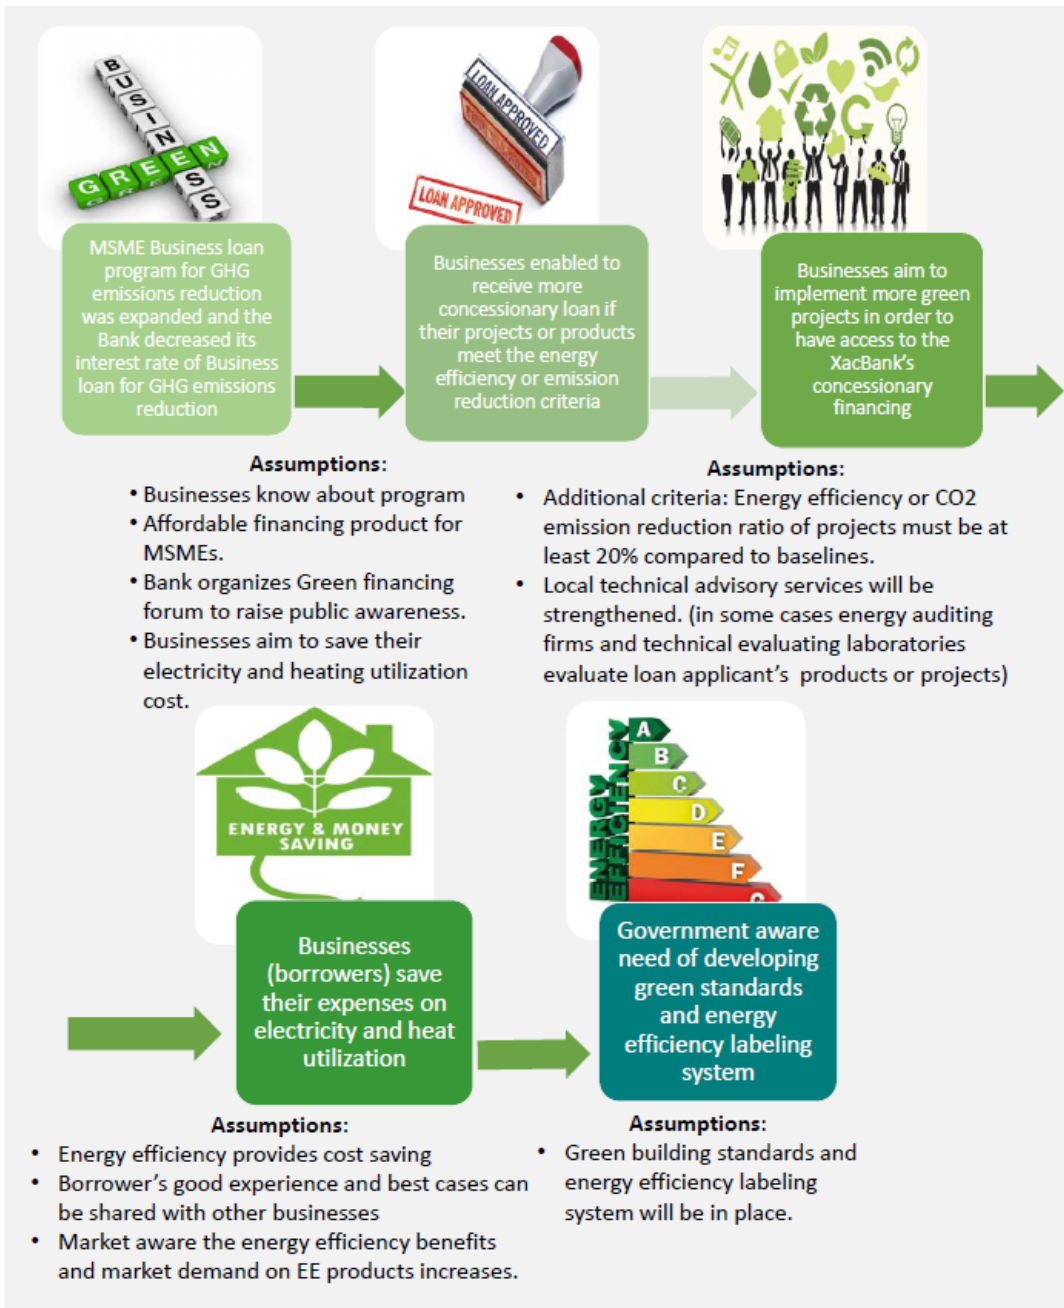 BUSINESS
GREEN
LOAN APPROVED
LOAN APPROVED
MSME Business loan
program for GHG
emissions reduction
was expanded and the
Bank decreased its
interest rate of Business
loan for GHG emissions
reduction
Businesses enabled to
receive more
concessionary loan if
their projects or products
meet the energy
efficiency or emission
reduction criteria
Businesses aim to
implement more green
projects in order to
have access to the
XacBank's
concessionary
financing
Assumptions:
• Businesses know about program
• Affordable financing product for
MSMEs.
• Bank organizes Green financing
forum to raise public awareness.
• Businesses aim to save their
electricity and heating utilization
cost.
Assumptions:
• Additional criteria: Energy efficiency or CO2
emission reduction ratio of projects must be at
least 20% compared to baselines.
• Local technical advisory services will be
strengthened. (in some cases energy auditing
firms and technical evaluating laboratories
evaluate loan applicant's products or projects)
ENERGY & MONEY
SAVING
ENERGY
EFFICIENCY
A
B
C
D
E
F
G
Businesses
(borrowers) save
their expenses on
electricity and heat
utilization
Government aware
need of developing
green standards
and energy
efficiency labeling
system
Assumptions:
• Energy efficiency provides cost saving
• Borrower's good experience and best cases can
be shared with other businesses
• Market aware the energy efficiency benefits
and market demand on EE products increases.
Assumptions:
• Green building standards and
energy efficiency labeling
system will be in place.